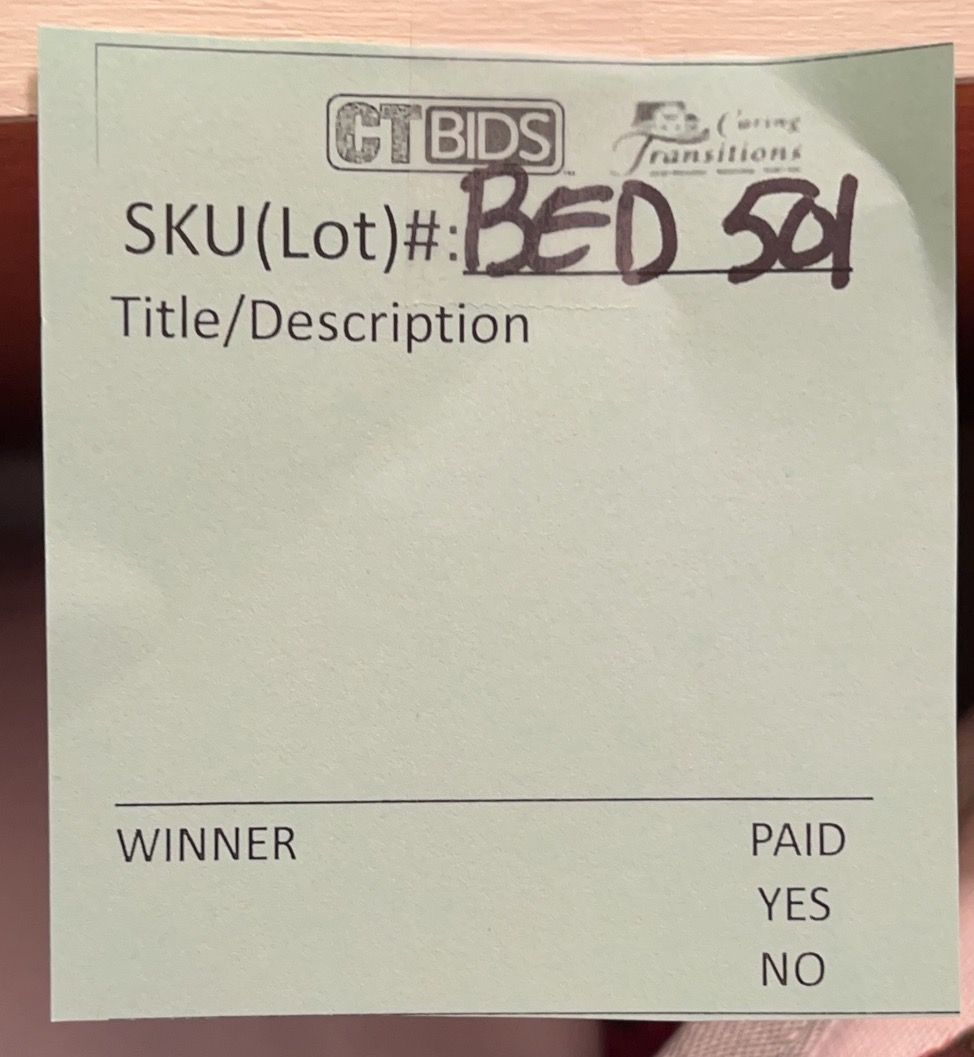 CTBIDS Caring
Transitions
SKU(Lot)#:BED 501
Title/Description
WINNER PAID
YES
NO